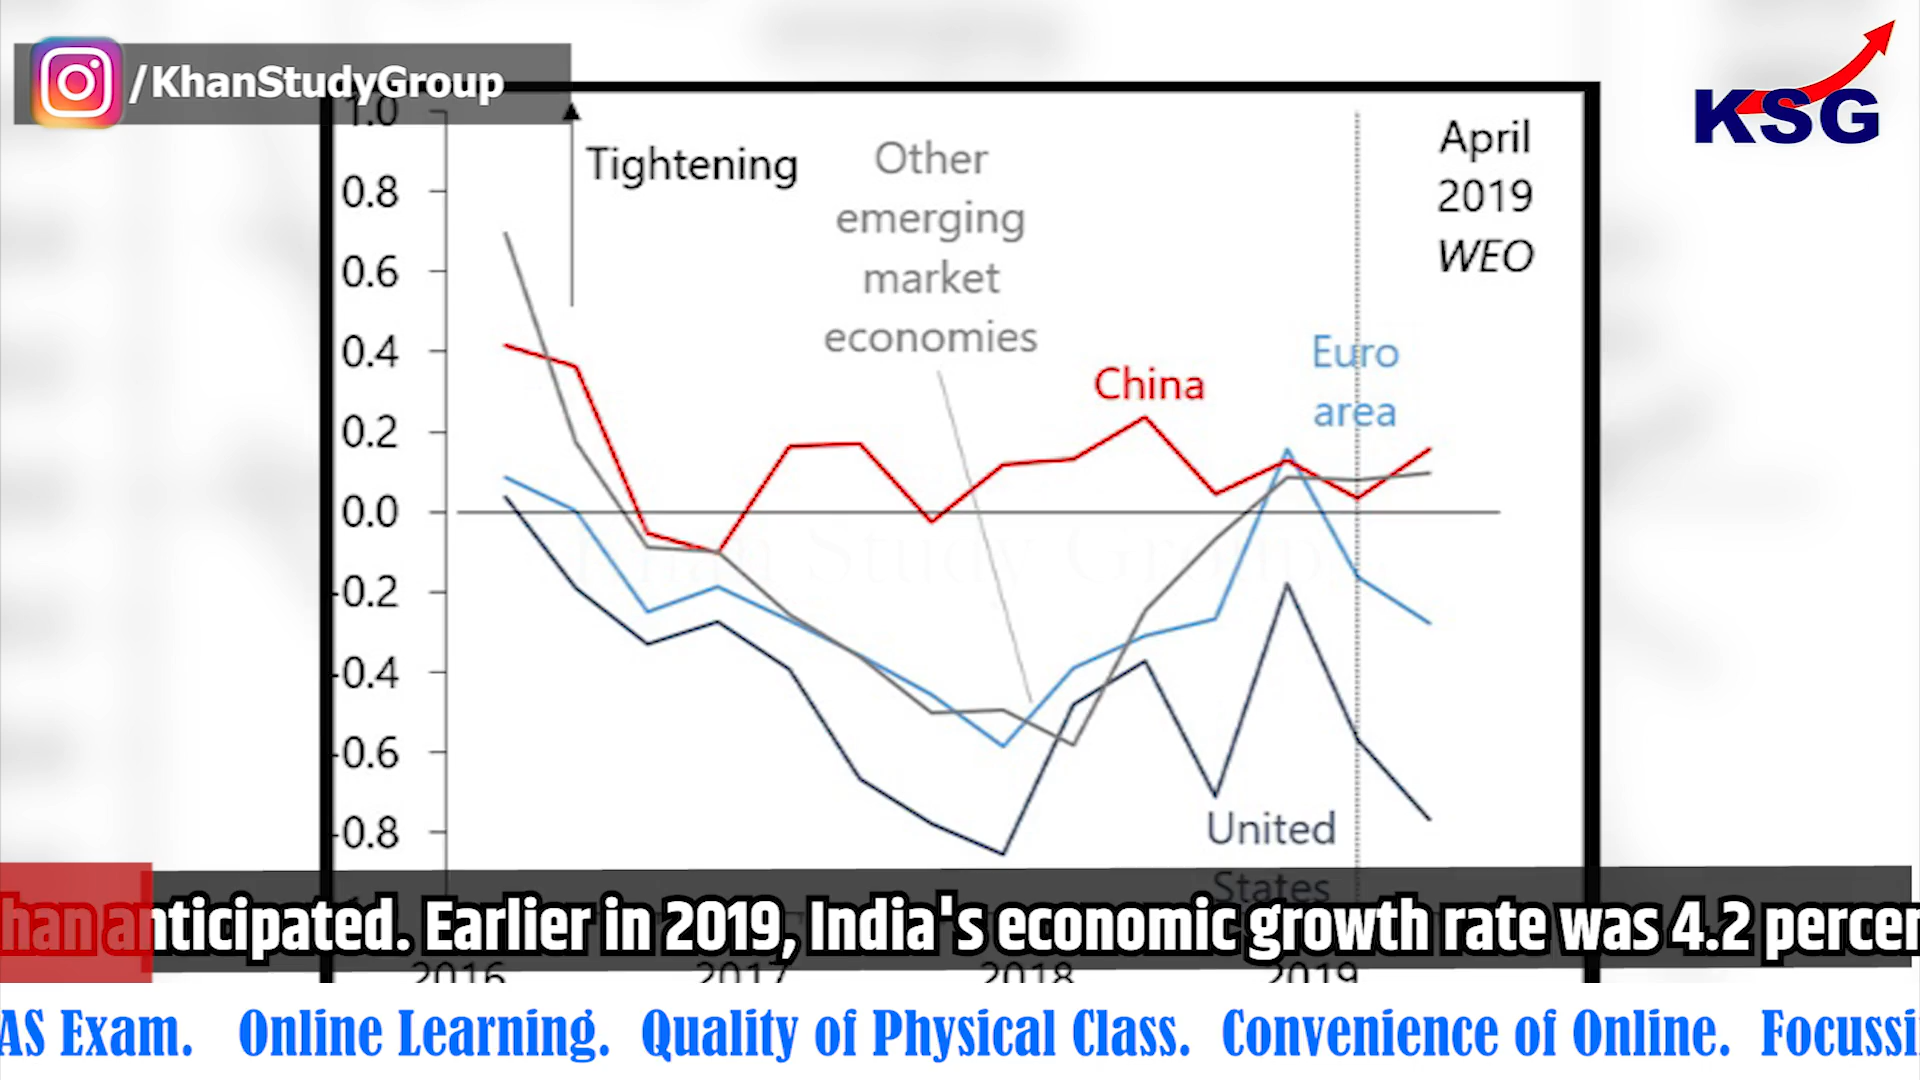 /KhanStudyGroup
KSG
1.0
0.8
0.6
0.4
0.2
0.0
-0.2
-0.4
-0.6
-0.8
Tightening
Other
emerging
market
economies
China
Euro
area
April
2019
WEO
United
States
han anticipated. Earlier in 2019, India's economic growth rate was 4.2 percen
2016 2017 2018 2019
Khan Study Group
AS Exam. Online Learning. Quality of Physical Class. Convenience of Online. Focussi